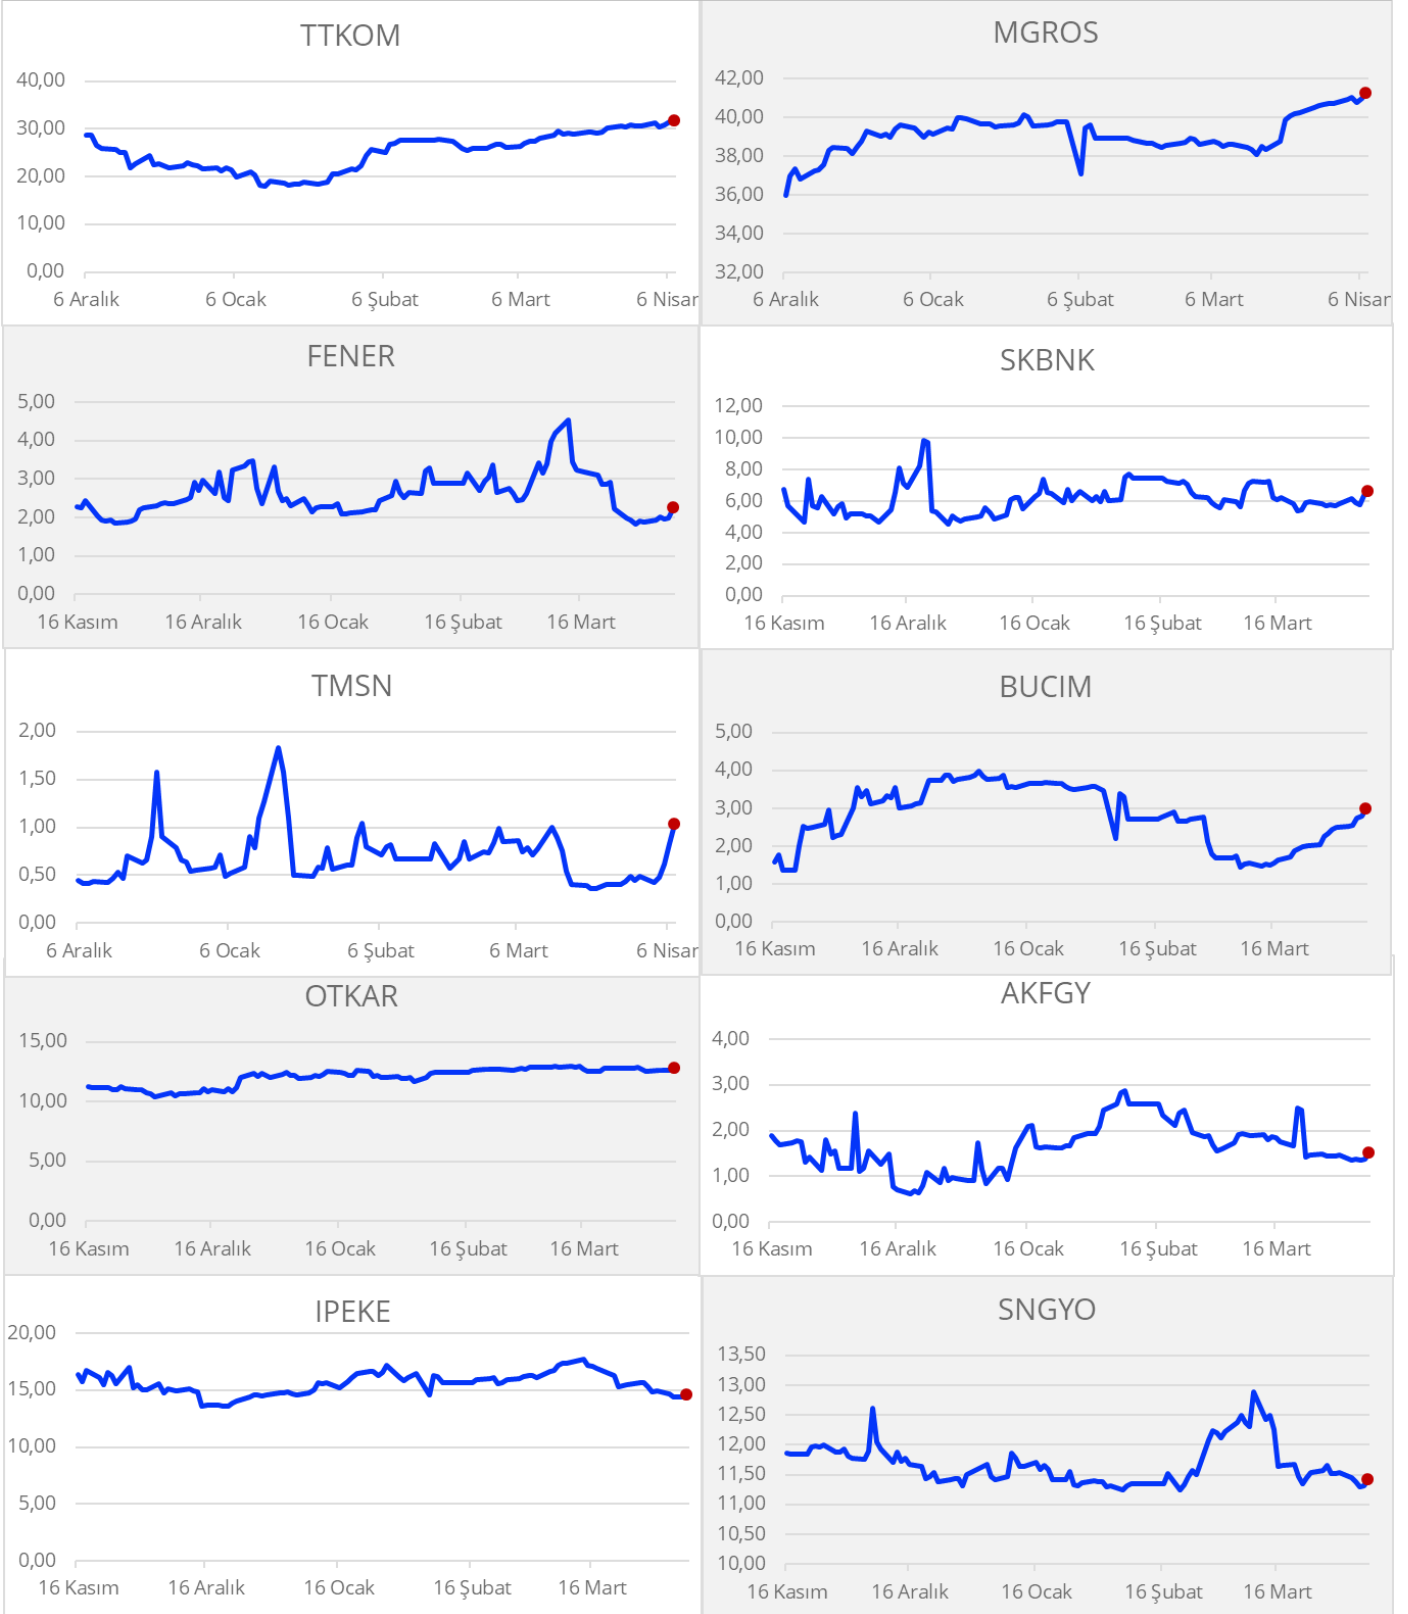 TTKOM
40,00
30,00
20,00
10,00
0,00
6 Aralık 6 Ocak 6 Şubat 6 Mart 6 Nisan
MGROS
42,00
40,00
38,00
36,00
34,00
32,00
6 Aralık 6 Ocak 6 Şubat 6 Mart 6 Nisan
FENER
5,00
4,00
3,00
2,00
1,00
0,00
16 Kasım 16 Aralık 16 Ocak 16 Şubat 16 Mart
SKBNK
12,00
10,00
8,00
6,00
4,00
2,00
0,00
16 Kasım 16 Aralık 16 Ocak 16 Şubat 16 Mart
TMSN
2,00
1,50
1,00
0,50
0,00
6 Aralık 6 Ocak 6 Şubat 6 Mart 6 Nisan
BUCIM
5,00
4,00
3,00
2,00
1,00
0,00
16 Kasım 16 Aralık 16 Ocak 16 Şubat 16 Mart
OTKAR
15,00
10,00
5,00
0,00
16 Kasım 16 Aralık 16 Ocak 16 Şubat 16 Mart
AKFGY
4,00
3,00
2,00
1,00
0,00
16 Kasım 16 Aralık 16 Ocak 16 Şubat 16 Mart
IPEKE
20,00
15,00
10,00
5,00
0,00
16 Kasım 16 Aralık 16 Ocak 16 Şubat 16 Mart
SNGYO
13,50
13,00
12,50
12,00
11,50
11,00
10,50
10,00
16 Kasım 16 Aralık 16 Ocak 16 Şubat 16 Mart